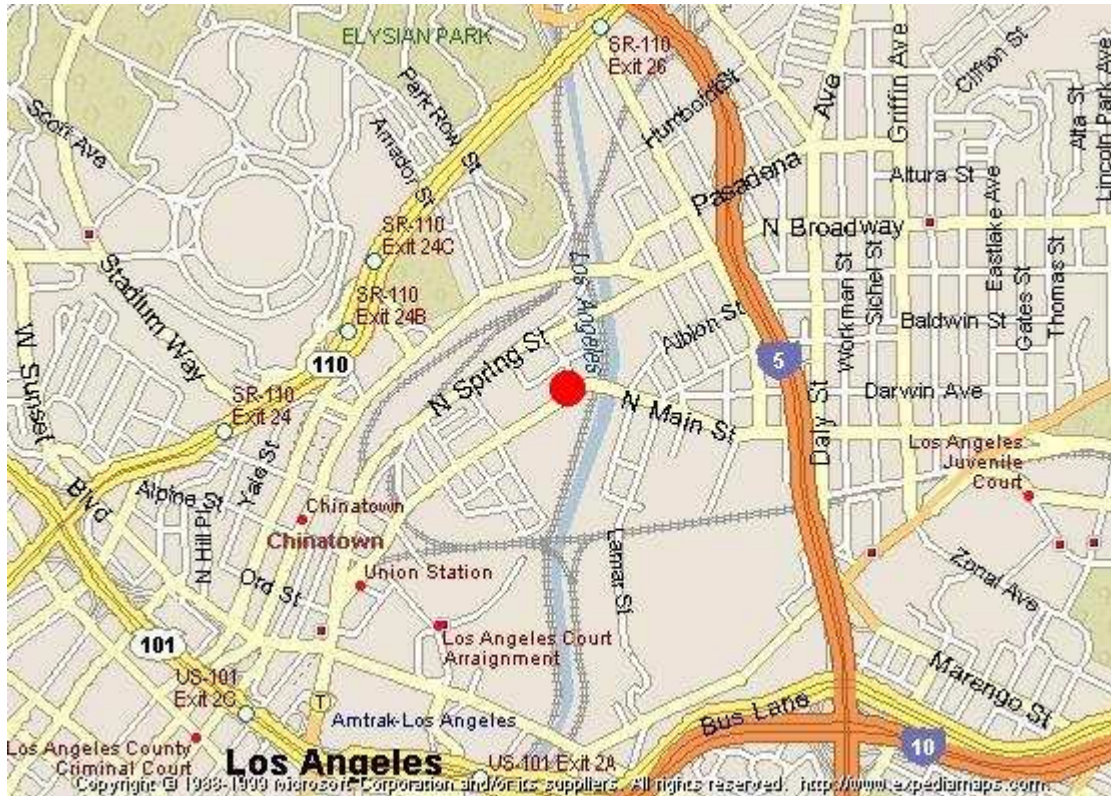 ELYSIAN PARK
SR-110
Exit 26
Humboldt St
Ave
Griffin Ave
Clifton St
Alta St
Lincoln Park Ave
Scott Ave
Park Row St
Amador St
Pasadena
Altura St
N Broadway
Eastlake Ave
SR-110
Exit 24C
Stadium Way
Los Angeles
SR-110
Exit 24B
Workman St
Sichel St
Gates St
Thomas St
Baldwin St
W Sunset
Blvd
110
N Spring St
Albion St
5
SR-110
Exit 24
N Main St
Daly St
Darwin Ave
Los Angeles
Juvenile
Court
Yale St
Alpine St
N Hill Pl
Chinatown
Chinatown
Union Station
Ord St
Lamar St
Zonal Ave
101
Los Angeles Court
Arraignment
US-101
Exit 2C
T
Amtrak-Los Angeles
Bus Lane
Marengo St
10
Los Angeles County
Criminal Court
Los Angeles
US-101 Exit 2A
Copyright © 1988-1999 Microsoft Corporation and/or its suppliers. All rights reserved. http://www.expediamaps.com.